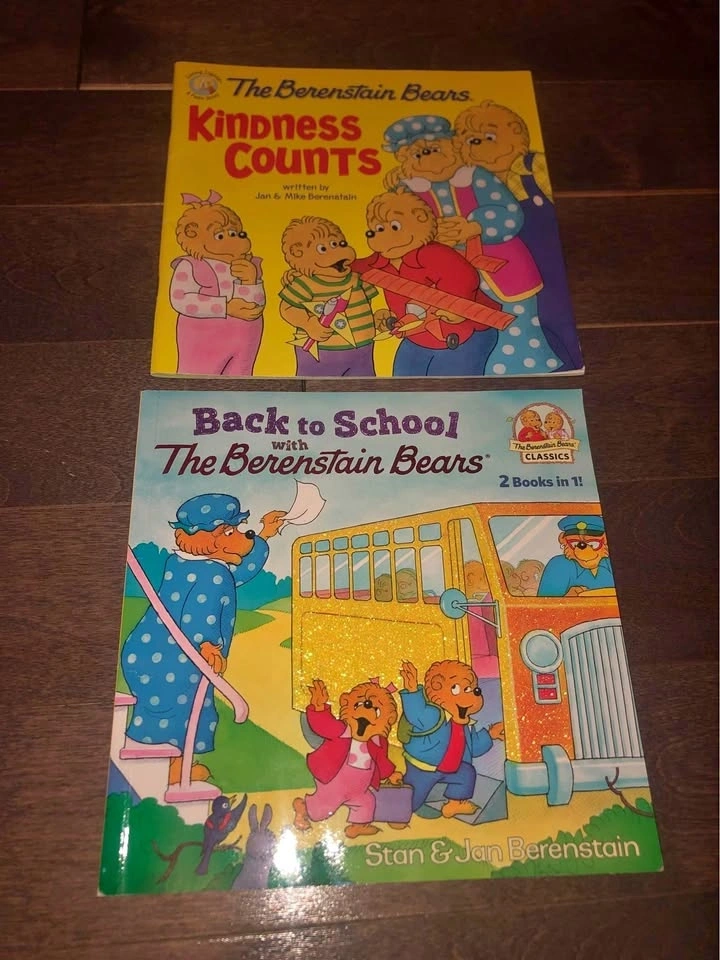 The Berenstain Bears
Kindness
Counts
written by
Jan & Mike Berenstain
Back to School
with
The Berenstain Bears®
The Berenstain Bears®
CLASSICS
2 Books in 1!
Stan & Jan Berenstain